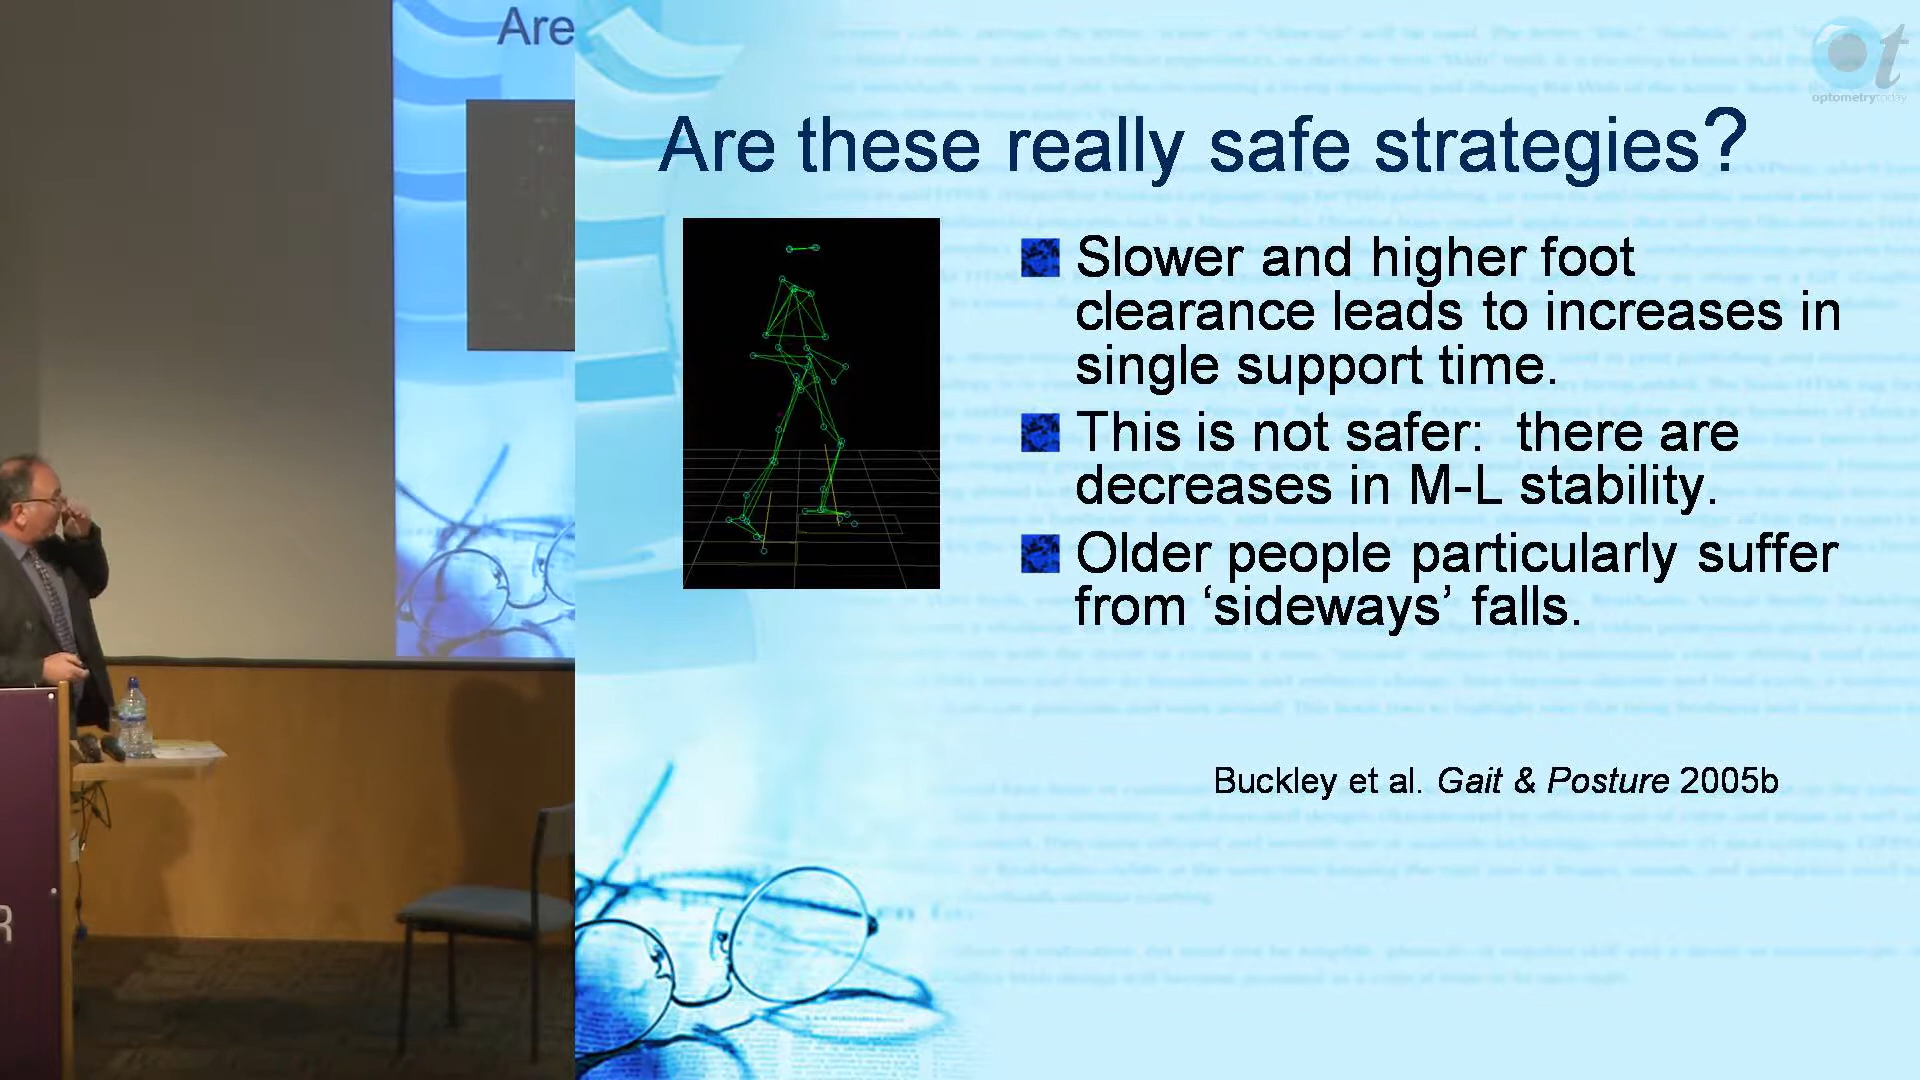 Are
optometrytoday
Are these really safe strategies?
Slower and higher foot
clearance leads to increases in
single support time.
This is not safer:  there are
decreases in M-L stability.
Older people particularly suffer
from ‘sideways’ falls.
Buckley et al. Gait & Posture 2005b
R